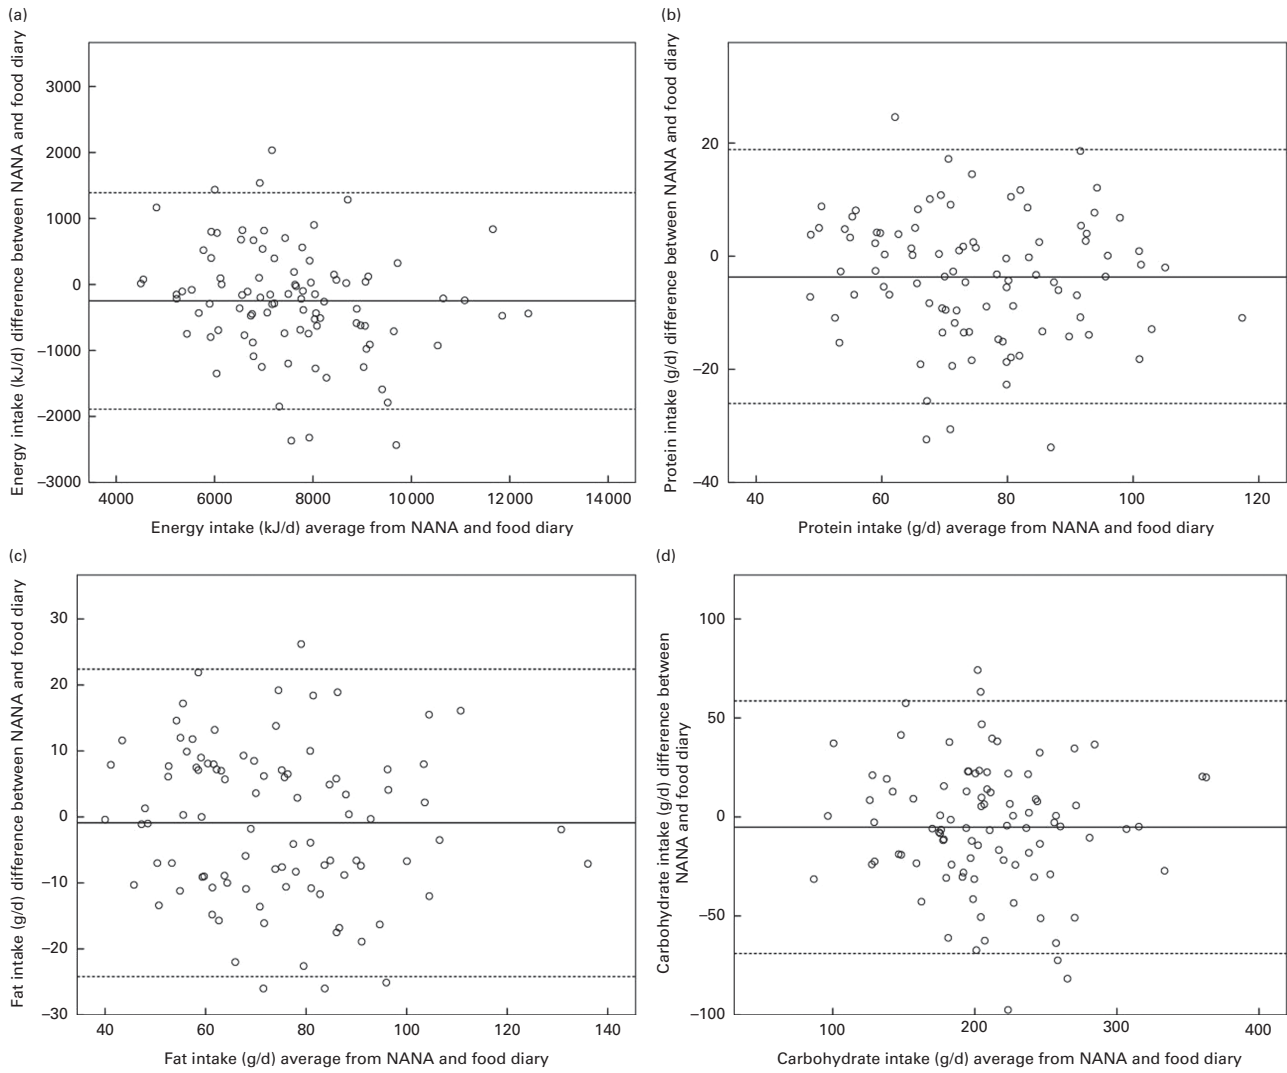 (a)
Energy intake (kJ/d) difference between NANA and food diary
3000
2000
1000
0
–1000
–2000
–3000
4000 6000 8000 10 000 12 000 14 000
Energy intake (kJ/d) average from NANA and food diary
(b)
Protein intake (g/d) difference between NANA and food diary
20
0
–20
–40
40 60 80 100 120
Protein intake (g/d) average from NANA and food diary
(c)
Fat intake (g/d) difference between NANA and food diary
30
20
10
0
–10
–20
–30
40 60 80 100 120 140
Fat intake (g/d) average from NANA and food diary
(d)
Carbohydrate intake (g/d) difference between
NANA and food diary
100
50
0
–50
–100
100 200 300 400
Carbohydrate intake (g/d) average from NANA and food diary